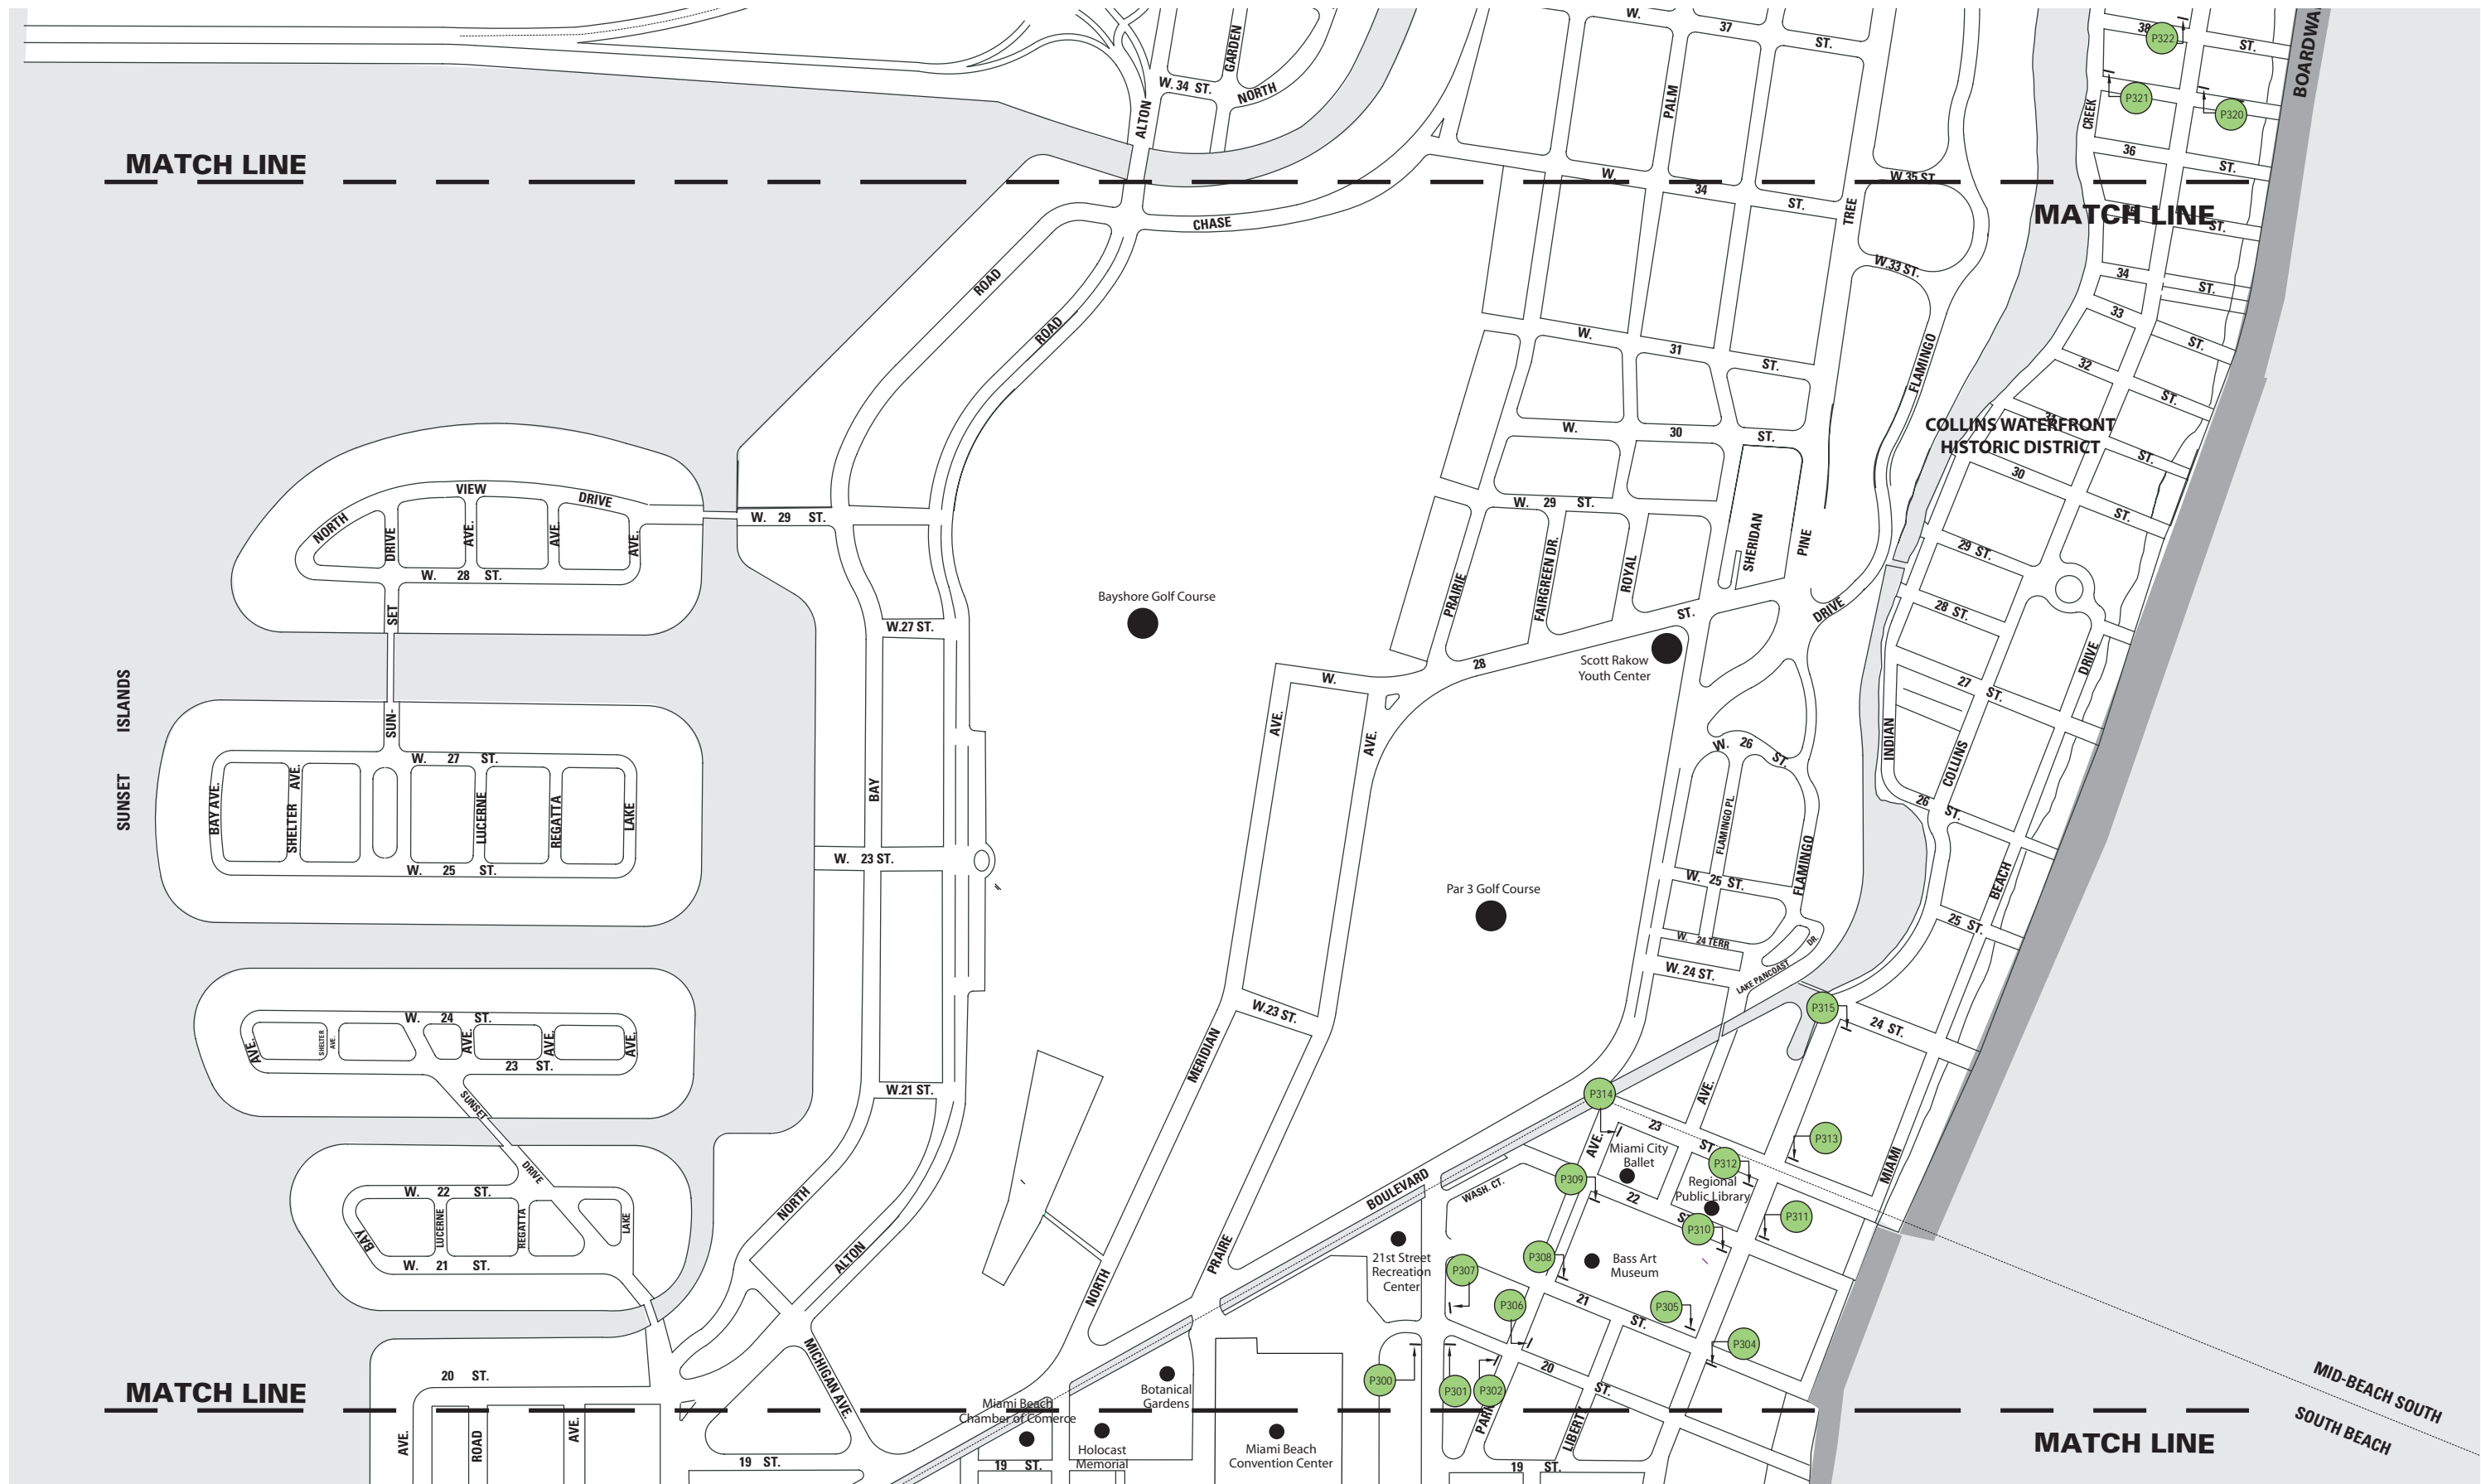 W.
37
ST.
38
P322
ST.
BOARDWA
GARDEN
W. 34 ST.
NORTH
ALTON
PALM
CREEK
P321
P320
36
ST.
MATCH LINE
W.
34
ST.
W.35 ST.
TREE
MATCH LINE
ST.
CHASE
ROAD
W.33 ST.
34
ST.
ROAD
33
ST.
W.
31
ST.
FLAMINGO
32
ST.
W.
30
ST.
31
COLLINS WATERFRONT
HISTORIC DISTRICT
ST.
30
ST.
VIEW
DRIVE
NORTH
DRIVE
AVE.
AVE.
AVE.
W. 28 ST.
SET
W. 29 ST.
W. 29 ST.
SHERIDAN
PINE
PRAIRIE
FAIRGREEN DR.
ROYAL
29 ST.
28 ST.
ST.
DRIVE
Bayshore Golf Course
W.27 ST.
28
Scott Rakow
Youth Center
DRIVE
27
ST.
SUNSET ISLANDS
SUN-
W.
AVE.
AVE.
W. 26
ST.
INDIAN
COLLINS
W. 27 ST.
BAY AVE.
SHELTER AVE.
LUCERNE
REGATTA
LAKE
W. 25 ST.
BAY
26
ST.
FLAMINGO PL.
FLAMINGO
W. 23 ST.
BEACH
W. 25 ST.
Par 3 Golf Course
25 ST.
W. 24 TERR
DR
W. 24 ST.
LAKE PANCOAST
P315
24 ST.
W. 24 ST.
AVE.
SHELTER
AVE.
AVE.
AVE.
AVE.
23 ST.
SUNSET
DRIVE
W.23 ST.
MERIDIAN
W.21 ST.
AVE.
P314
23
ST.
AVE.
Miami City
Ballet
P313
P312
MIAMI
Regional
Public Library
P309
22
ST.
P310
P311
W. 22 ST.
LUCERNE
REGATTA
LAKE
BAY
W. 21 ST.
NORTH
ALTON
BOULEVARD
WASH. CT.
21st Street
Recreation
Center
PRAIRE
NORTH
P308
Bass Art
Museum
P307
P306
21
ST.
P305
P304
MICHIGAN AVE.
20 ST.
20
ST.
MATCH LINE
P300
P301
P302
PARK
LIBERTY
Botanical
Gardens
Miami Beach
Chamber of Comerce
Holocast
Memorial
Miami Beach
Convention Center
MID-BEACH SOUTH
SOUTH BEACH
MATCH LINE
AVE.
ROAD
AVE.
19 ST.
19 ST.
19 ST.